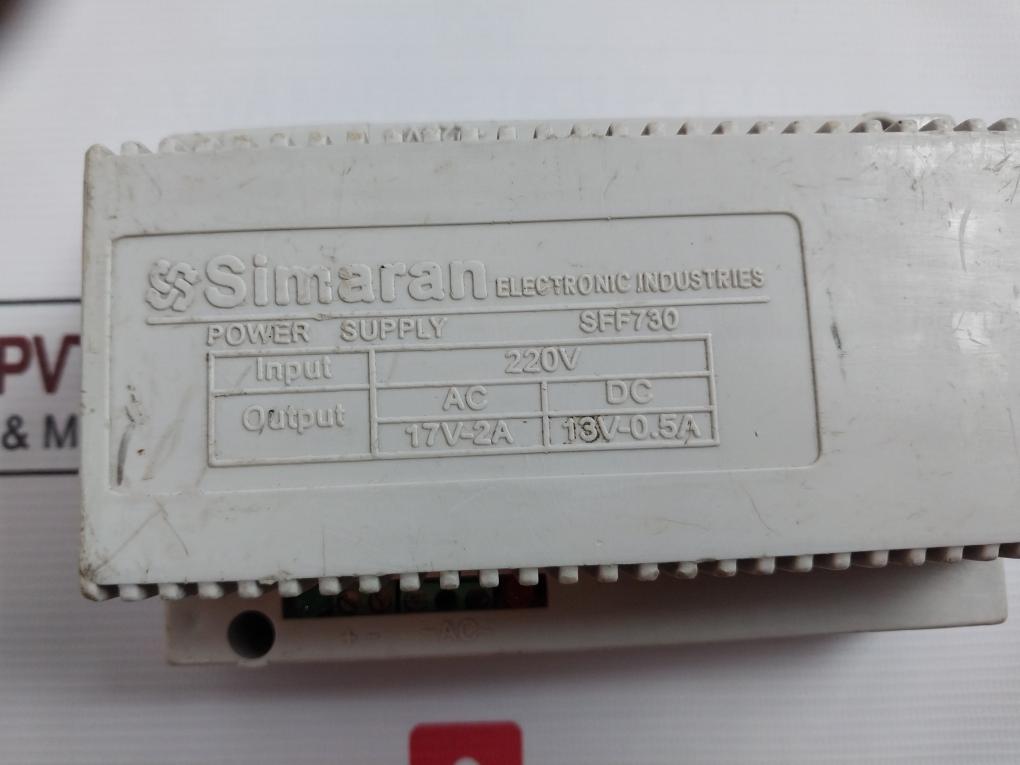 Simaran ELECTRONIC INDUSTRIES
POWER SUPPLY SFF730
Input 220V
Output AC DC
17V-2A 13V-0.5A
PV
& M
+ - ~AC~